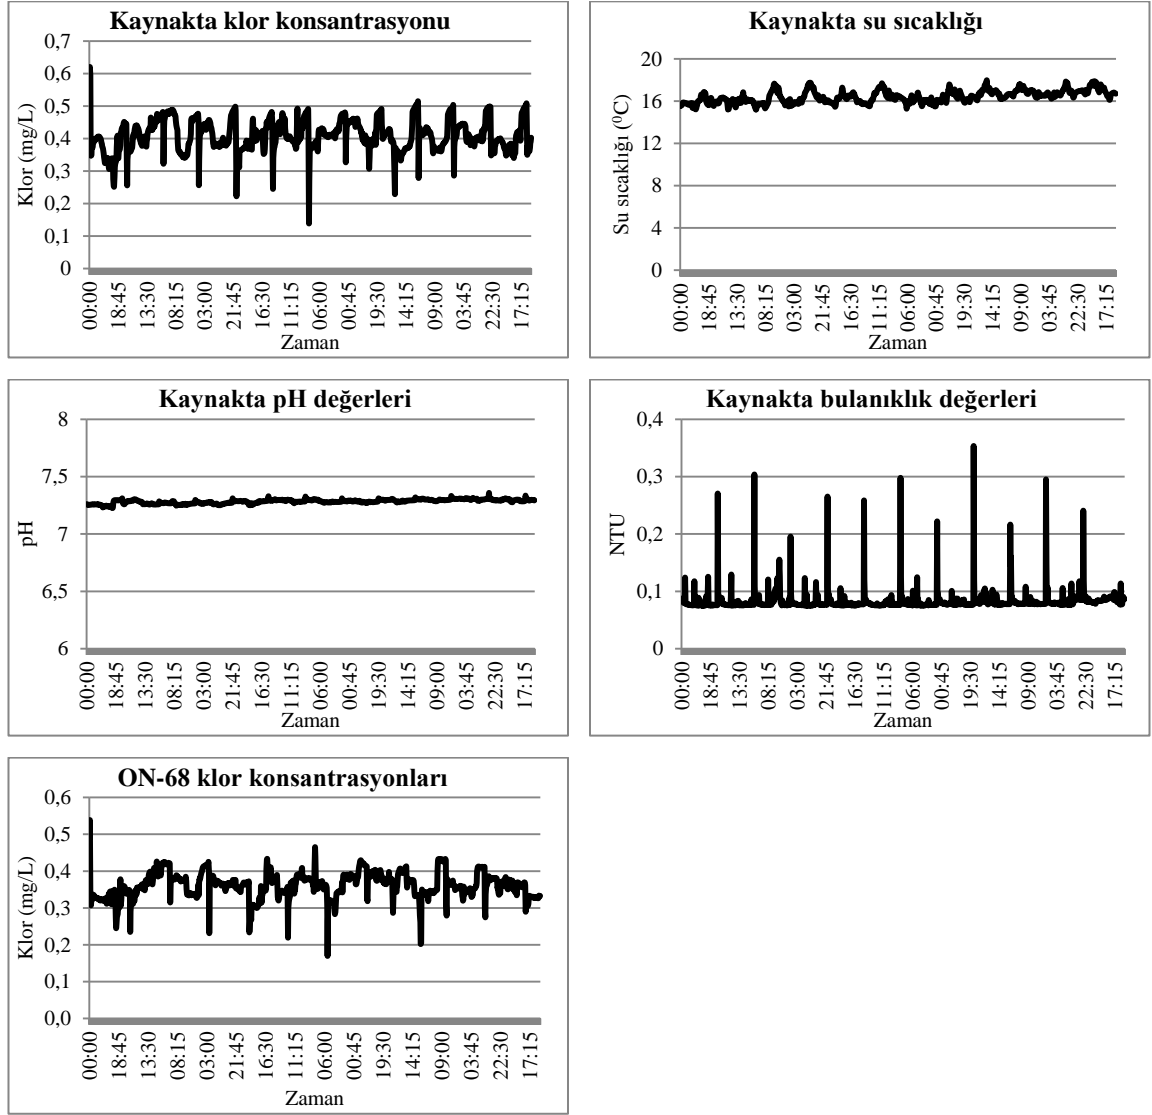 Kaynakta klor konsantrasyonu
0,7
0,6
0,5
0,4
0,3
0,2
0,1
0
Klor (mg/L)
00:00 18:45 13:30 08:15 03:00 21:45 16:30 11:15 06:00 00:45 19:30 14:15 09:00 03:45 22:30 17:15
Zaman
Kaynakta su sıcaklığı
20
16
12
8
4
0
Su sıcaklığı (⁰C)
00:00 18:45 13:30 08:15 03:00 21:45 16:30 11:15 06:00 00:45 19:30 14:15 09:00 03:45 22:30 17:15
Zaman
Kaynakta pH değerleri
8
7,5
7
6,5
6
pH
00:00 18:45 13:30 08:15 03:00 21:45 16:30 11:15 06:00 00:45 19:30 14:15 09:00 03:45 22:30 17:15
Zaman
Kaynakta bulanıklık değerleri
0,4
0,3
0,2
0,1
0
NTU
00:00 18:45 13:30 08:15 03:00 21:45 16:30 11:15 06:00 00:45 19:30 14:15 09:00 03:45 22:30 17:15
Zaman
ON-68 klor konsantrasyonları
0,6
0,5
0,4
0,3
0,2
0,1
0,0
Klor (mg/L)
00:00 18:45 13:30 08:15 03:00 21:45 16:30 11:15 06:00 00:45 19:30 14:15 09:00 03:45 22:30 17:15
Zaman